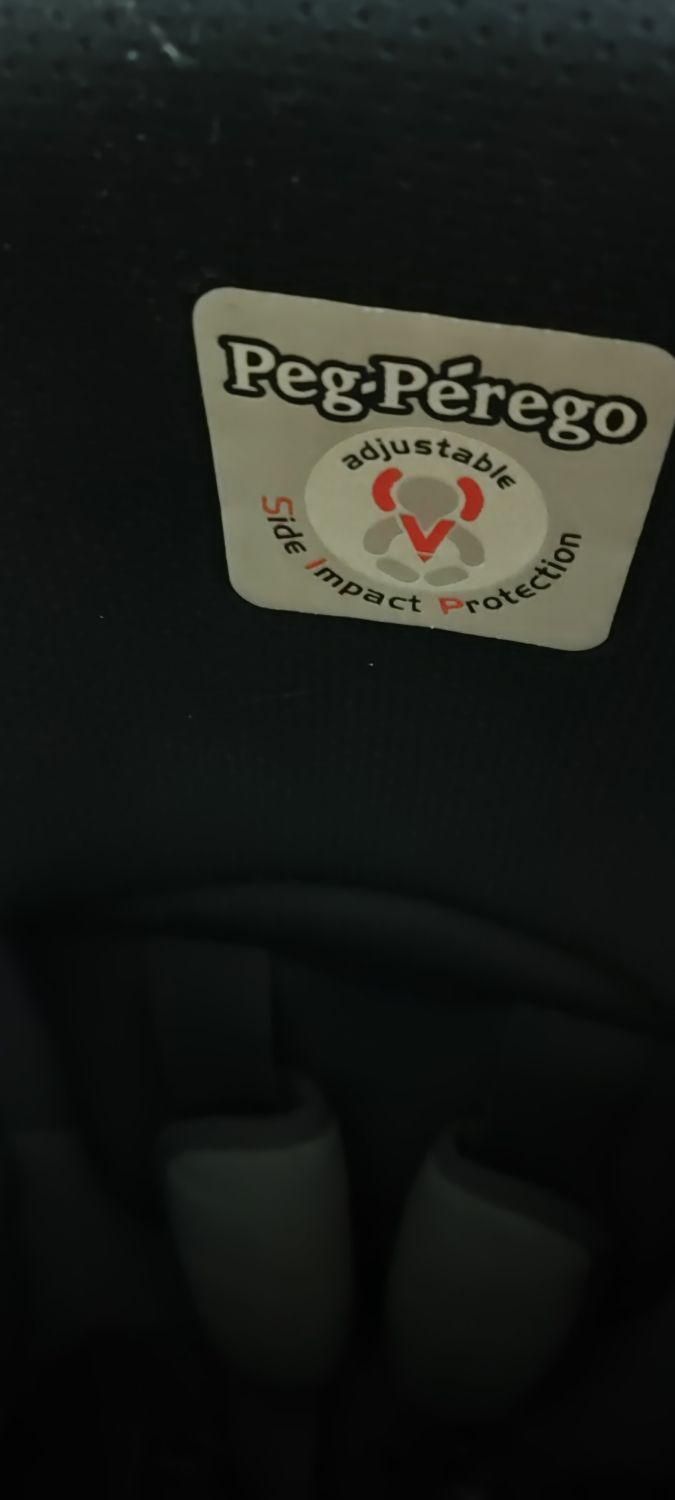 Peg-Pérego
adjustable
Side Impact Protection